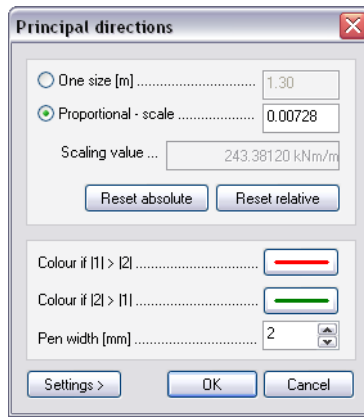 Principal directions
One size [m] ................................. 1.30
Proportional - scale .................... 0.00728
Scaling value ... 243.38120 kNm/m
Reset absolute Reset relative
Colour if |1| > |2| ...............................
Colour if |2| > |1| ...............................
Pen width [mm] ............................ 2
Settings > OK Cancel